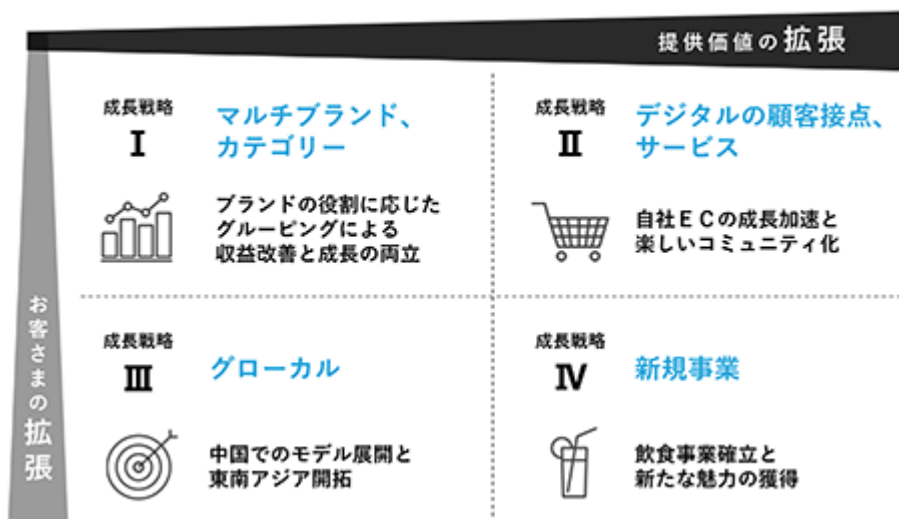 提供価値の拡張
成長戦略
Ⅰ
マルチブランド、
カテゴリー
ブランドの役割に応じた
グルーピングによる
収益改善と成長の両立
成長戦略
Ⅱ
デジタルの顧客接点、
サービス
自社ECの成長加速と
楽しいコミュニティ化
お客さまの拡張
成長戦略
Ⅲ
グローカル
中国でのモデル展開と
東南アジア開拓
成長戦略
Ⅳ
新規事業
飲食事業確立と
新たな魅力の獲得